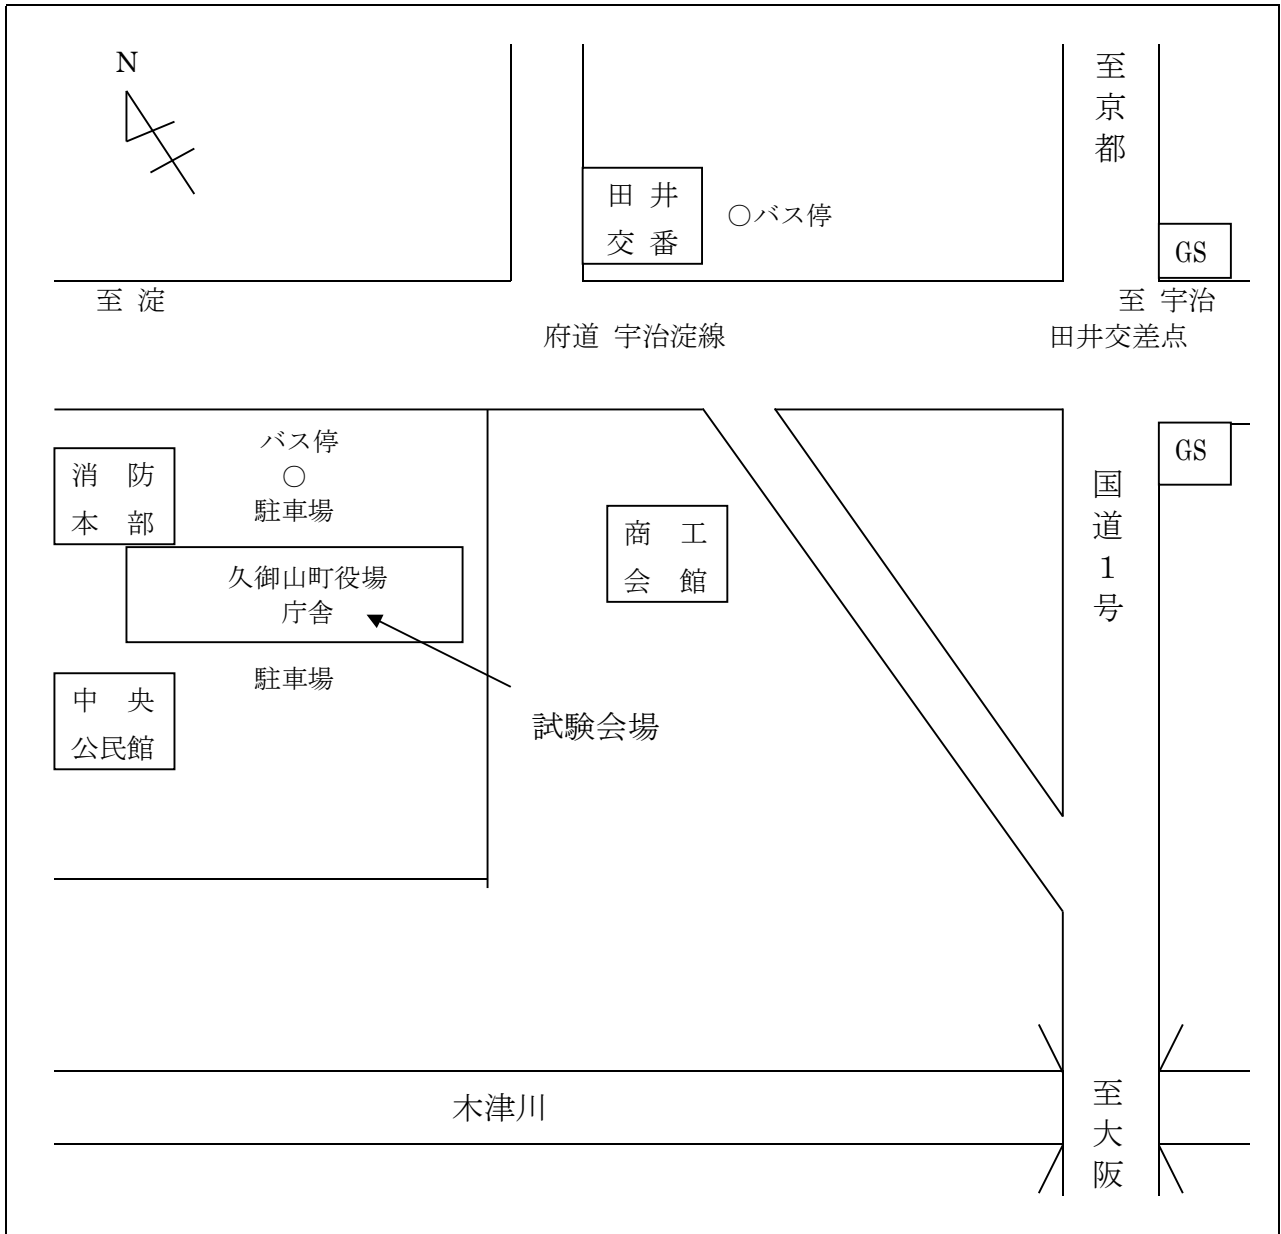 N
至京都
田 井
交 番
○バス停
GS
至 淀
至 宇治
府道 宇治淀線
田井交差点
バス停
○
駐車場
消 防
本 部
GS
国道1号
商 工
会 館
久御山町役場
庁舎
駐車場
中 央
公民館
試験会場
木津川
至大阪